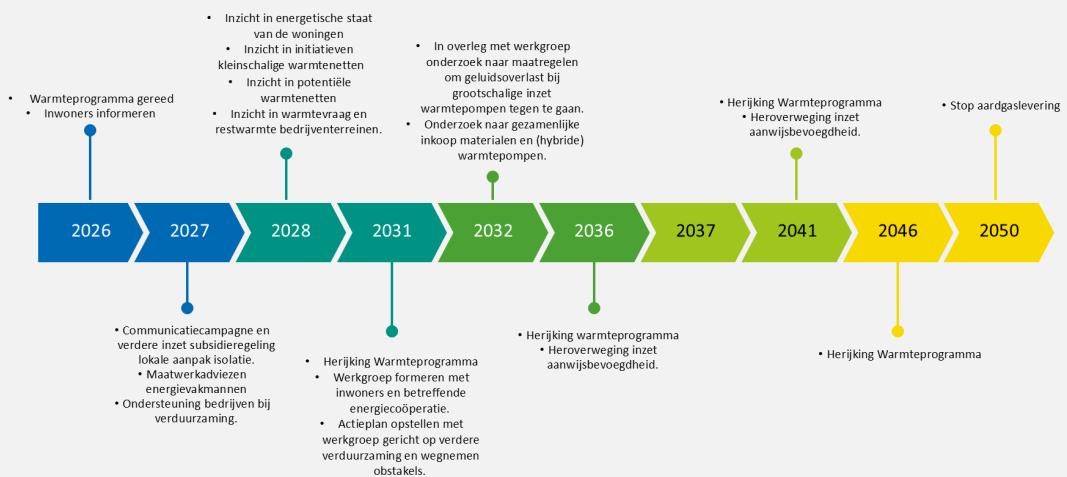 • Warmteprogramma gereed
• Inwoners informeren
• Inzicht in energetische staat
van de woningen
• Inzicht in initiatieven
kleinschalige warmtenetten
• Inzicht in potentiële
warmtenetten
• Inzicht in warmtevraag en
restwarmte bedrijventerreinen.
• In overleg met werkgroep
onderzoek naar maatregelen
om geluidsoverlast bij
grootschalige inzet
warmtepompen tegen te gaan.
• Onderzoek naar gezamenlijke
inkoop materialen en (hybride)
warmtepompen.
• Herijking Warmteprogramma
• Heroverweging inzet
aanwijsbevoegdheid.
• Stop aardgaslevering
2026 2027 2028 2031 2032 2036 2037 2041 2046 2050
• Communicatiecampagne en
verdere inzet subsidieregeling
lokale aanpak isolatie.
• Maatwerkadviezen
energievakmannen
• Ondersteuning bedrijven bij
verduurzaming.
• Herijking Warmteprogramma
• Werkgroep formeren met
inwoners en betreffende
energiecoöperatie.
• Actieplan opstellen met
werkgroep gericht op verdere
verduurzaming en wegnemen
obstakels.
• Herijking warmteprogramma
• Heroverweging inzet
aanwijsbevoegdheid.
• Herijking Warmteprogramma